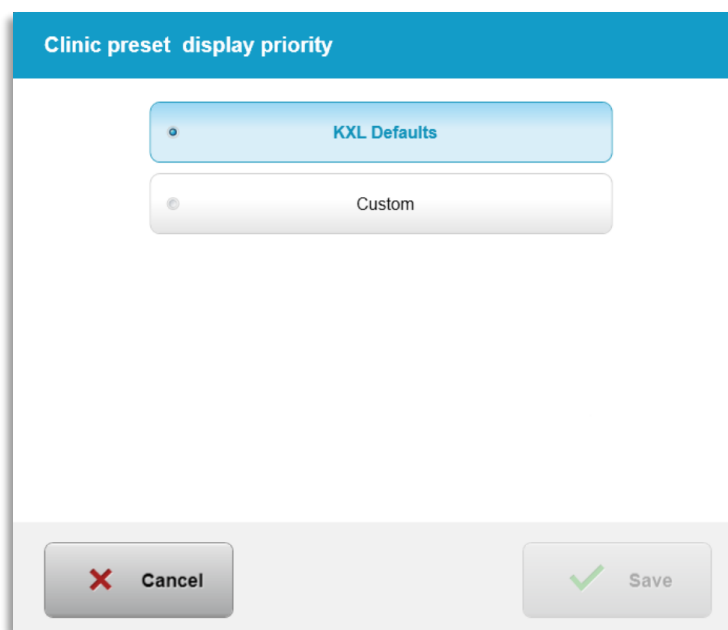 Clinic preset display priority
KXL Defaults
Custom
Cancel
Save